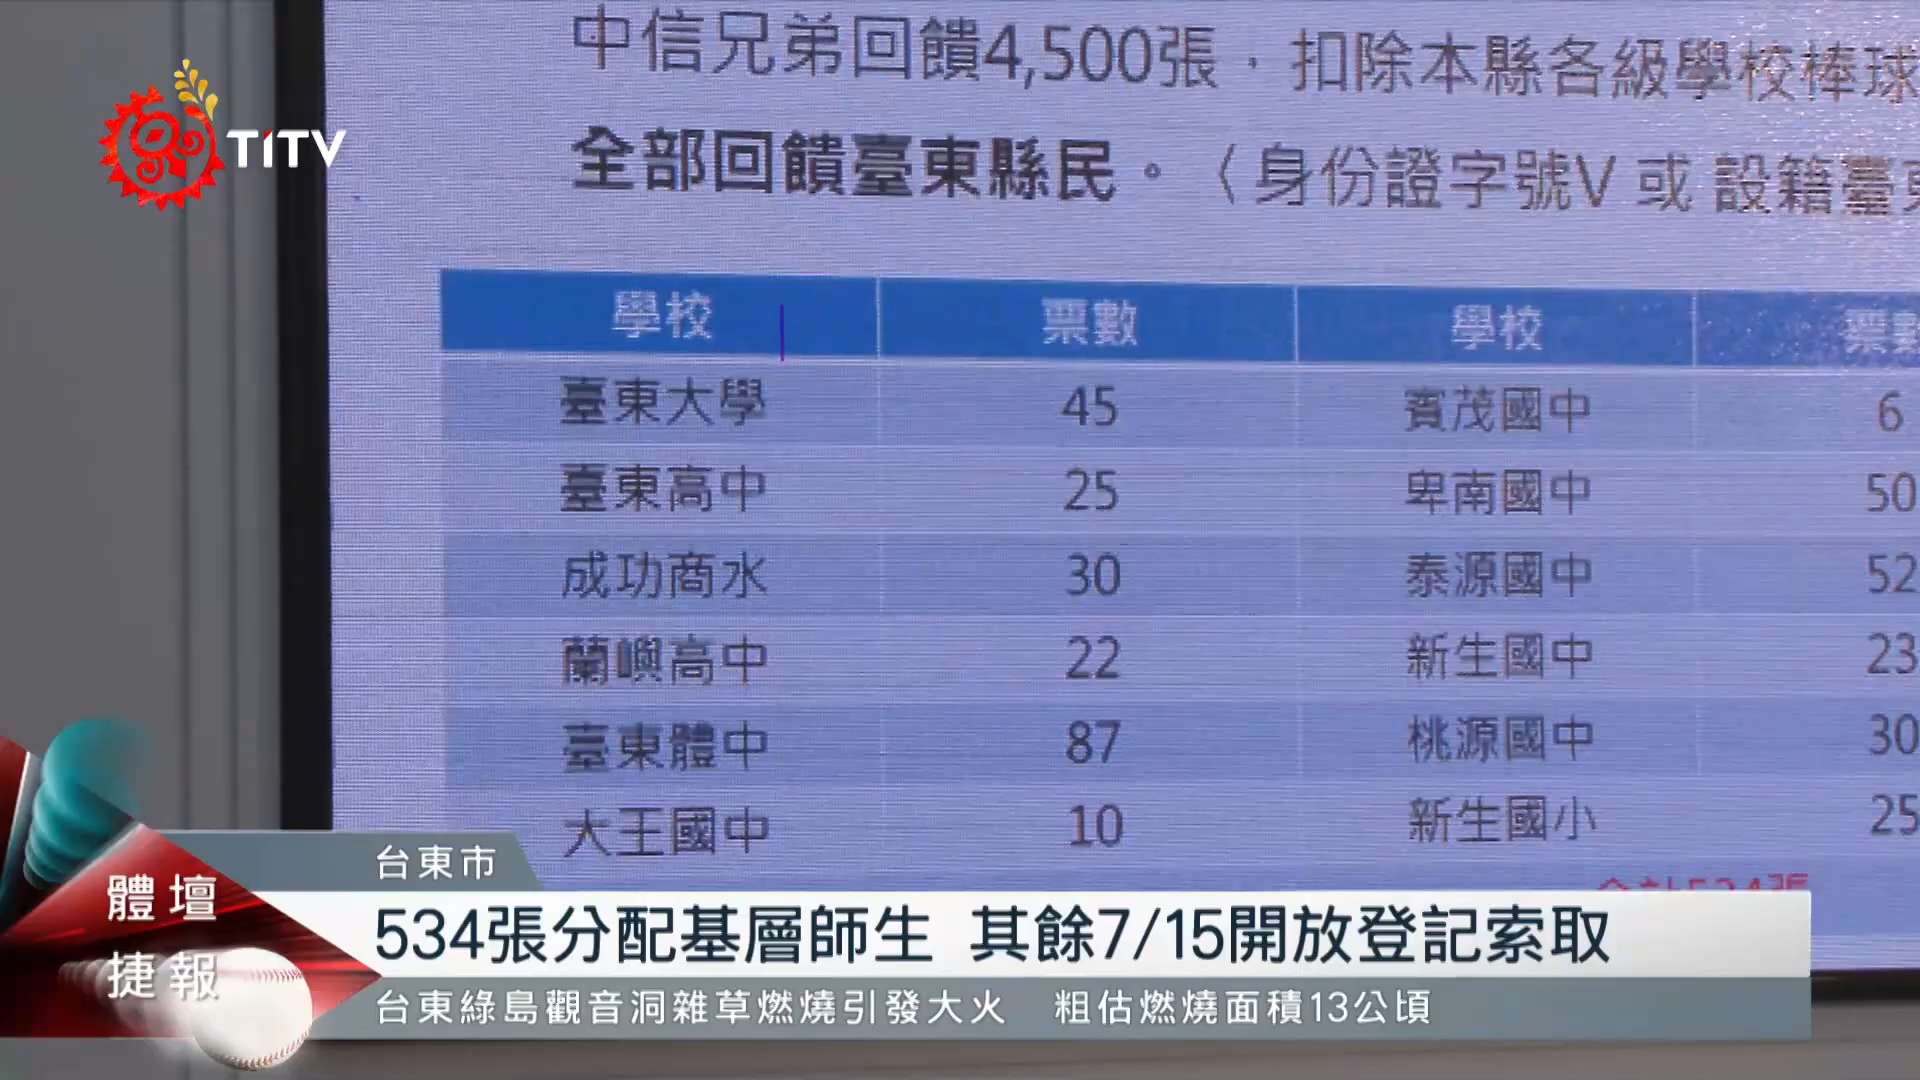 中信兄弟回饋4,500張,扣除本縣各級學校棒球
全部回饋臺東縣民。(身份證字號V 或 設籍臺東
TITV
學校 票數 學校 票數
臺東大學 45 賓茂國中 6
臺東高中 25 卑南國中 50
成功商水 30 泰源國中 52
蘭嶼高中 22 新生國中 23
臺東體中 87 桃源國中 30
大王國中 10 新生國小 25
台東市
體壇
捷報
534張分配基層師生 其餘7/15開放登記索取
台東綠島觀音洞雜草燃燒引發大火 粗估燃燒面積13公頃